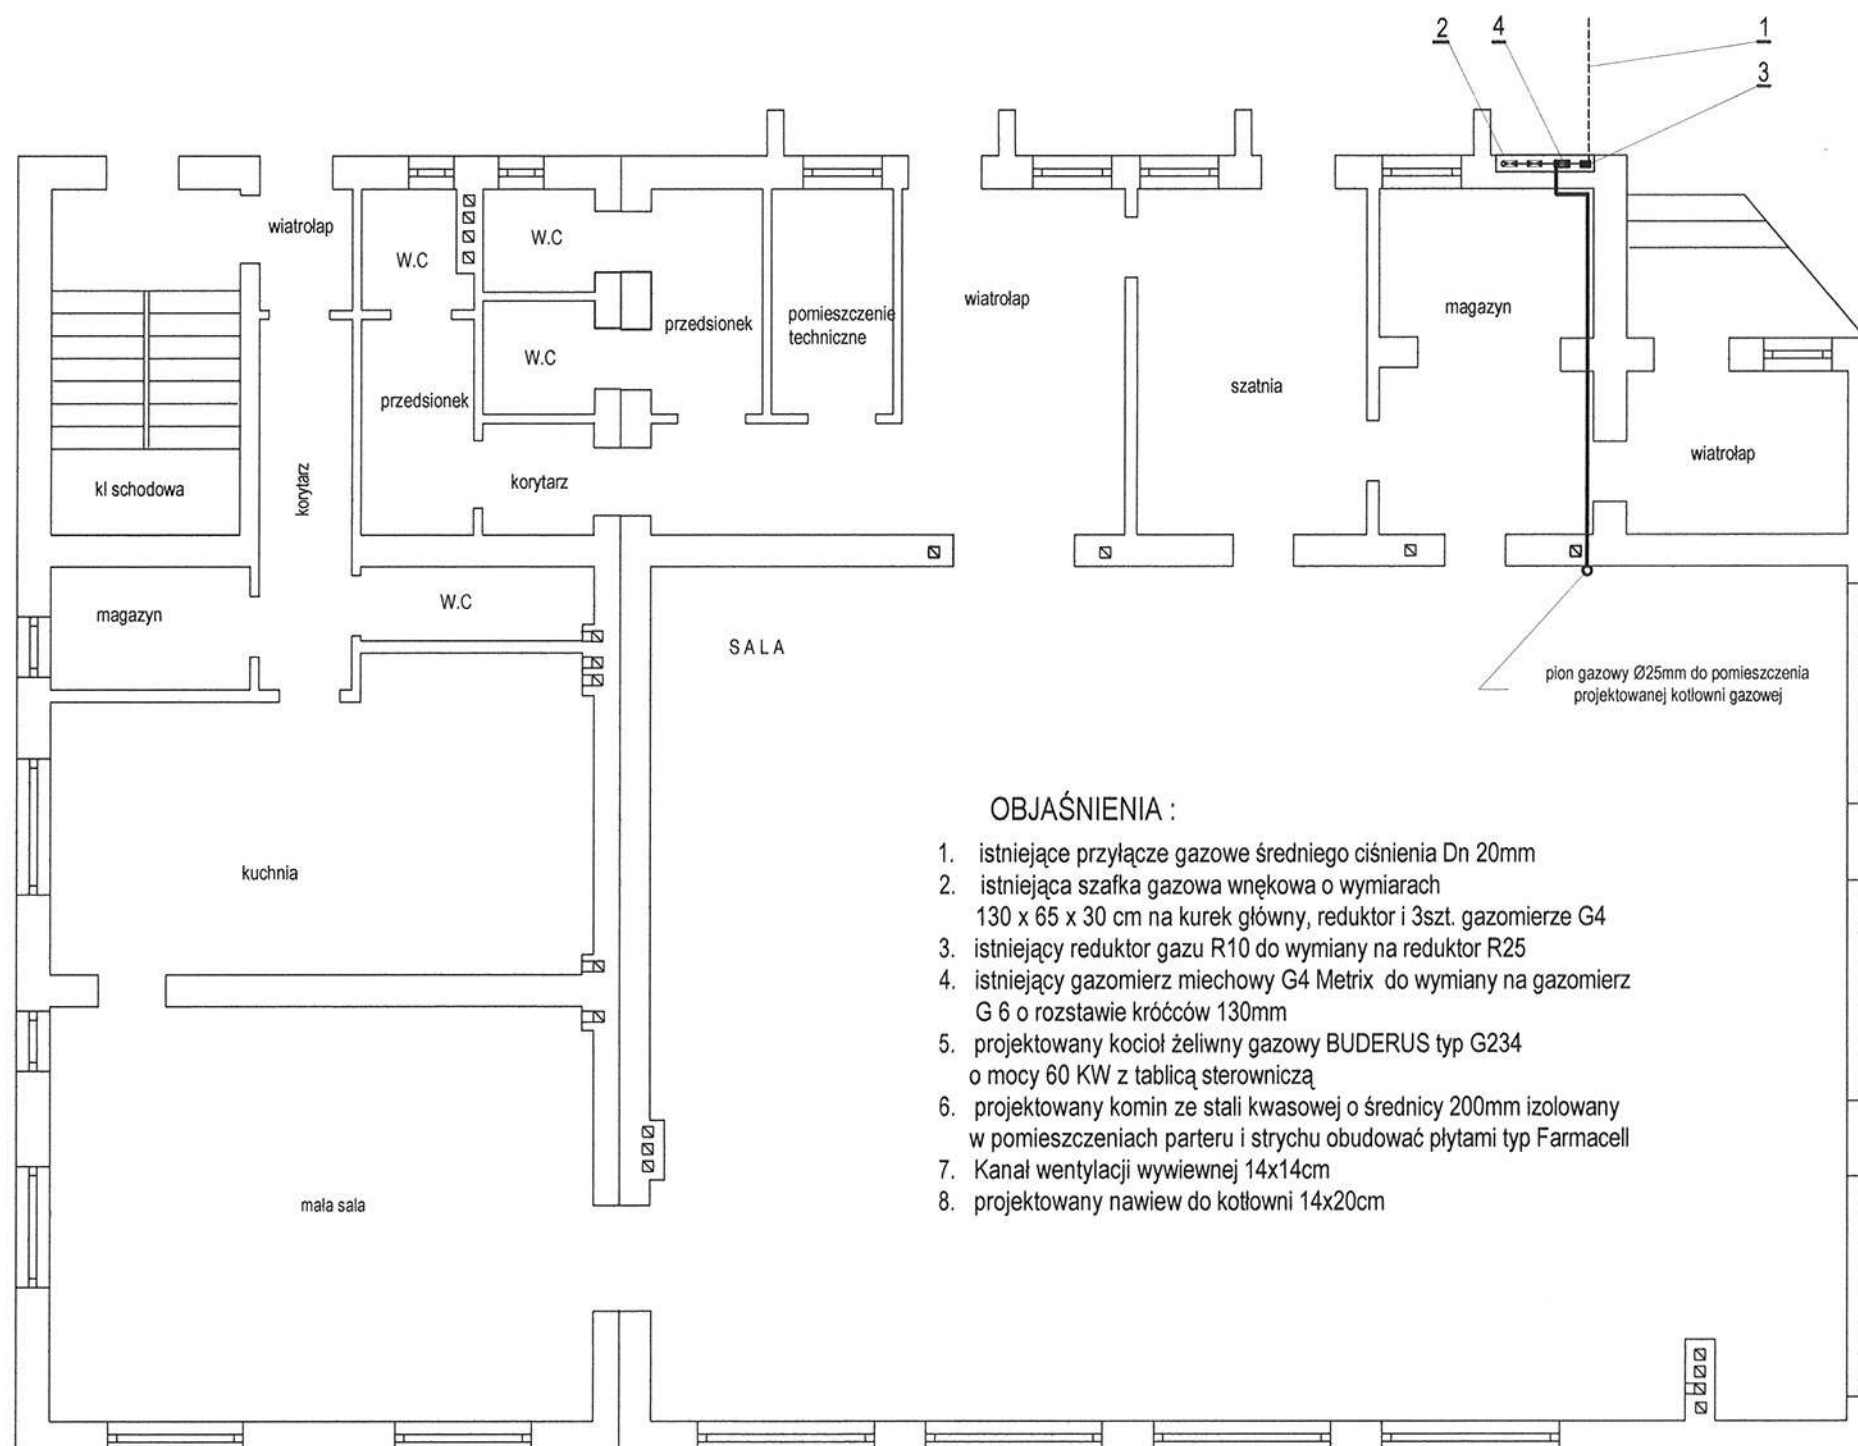 2
4
1
3
wiatrołap
W.C
W.C
W.C
przedsionek
przedsionek
pomieszczenie
techniczne
wiatrołap
szatnia
magazyn
wiatrołap
kl schodowa
korytarz
korytarz
magazyn
W.C
SALA
pion gazowy Ø25mm do pomieszczenia
projektowanej kotłowni gazowej
kuchnia
mała sala
OBJAŚNIENIA :
1. istniejące przyłącze gazowe średniego ciśnienia Dn 20mm
2. istniejąca szafka gazowa wnękowa o wymiarach
130 x 65 x 30 cm na kurek główny, reduktor i 3szt. gazomierze G4
3. istniejący reduktor gazu R10 do wymiany na reduktor R25
4. istniejący gazomierz miechowy G4 Metrix do wymiany na gazomierz
G 6 o rozstawie króćców 130mm
5. projektowany kocioł żeliwny gazowy BUDERUS typ G234
o mocy 60 KW z tablicą sterowniczą
6. projektowany komin ze stali kwasowej o średnicy 200mm izolowany
w pomieszczeniach parteru i strychu obudować płytami typ Farmacell
7. Kanał wentylacji wywiewnej 14x14cm
8. projektowany nawiew do kotłowni 14x20cm